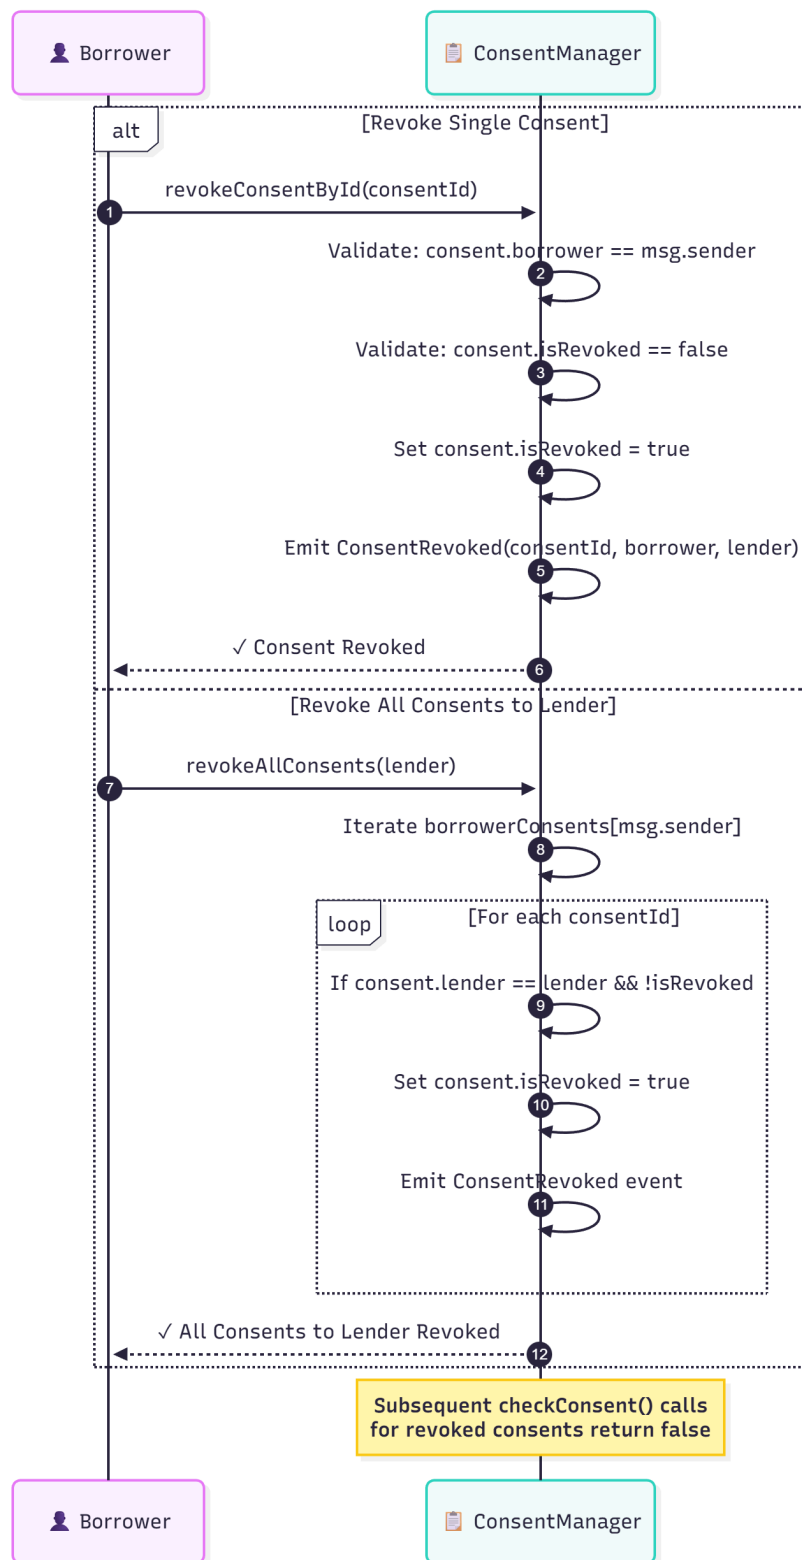 Borrower
ConsentManager
alt
[Revoke Single Consent]
revokeConsentById(consentId)
1
Validate: consent.borrower == msg.sender
2
Validate: consent.isRevoked == false
3
Set consent.isRevoked = true
4
Emit ConsentRevoked(consentId, borrower, lender)
5
✓ Consent Revoked
6
[Revoke All Consents to Lender]
revokeAllConsents(lender)
7
Iterate borrowerConsents[msg.sender]
8
loop
[For each consentId]
If consent.lender == lender && !isRevoked
9
Set consent.isRevoked = true
10
Emit ConsentRevoked event
11
✓ All Consents to Lender Revoked
12
Subsequent checkConsent() calls
for revoked consents return false
Borrower
ConsentManager